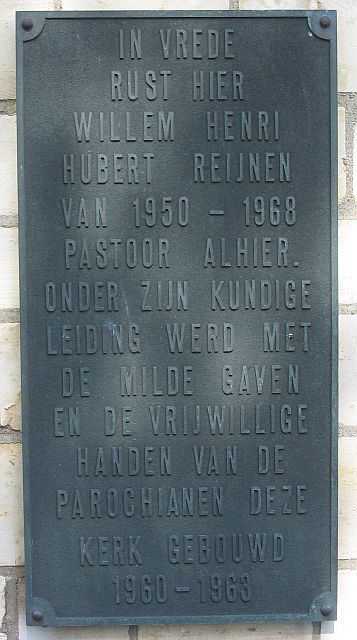 IN VREDE
RUST HIER
WILLEM HENRI
HUBERT REIJNEN
VAN 1950 - 1968
PASTOOR ALHIER.
ONDER ZIJN KUNDIGE
LEIDING WERD MET
DE MILDE GAVEN
EN DE VRIJWILLIGE
HANDEN VAN DE
PAROCHIANEN DEZE
KERK GEBOUWD
1960 - 1963